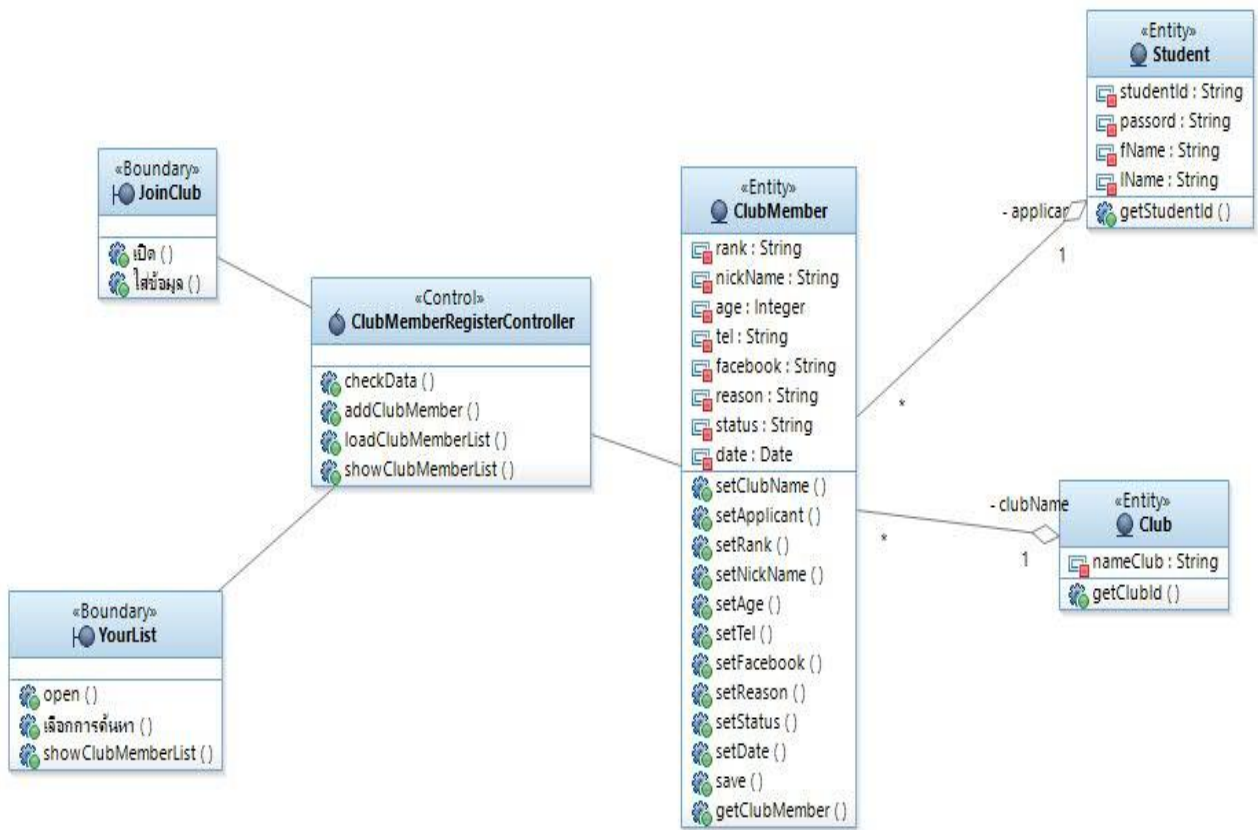 «Boundary»
JoinClub
เปิด ()
ใส่ข้อมูล ()
«Control»
ClubMemberRegisterController
checkData ()
addClubMember ()
loadClubMemberList ()
showClubMemberList ()
«Boundary»
YourList
open ()
เลือกการค้นหา ()
showClubMemberList ()
«Entity»
ClubMember
rank : String
nickName : String
age : Integer
tel : String
facebook : String
reason : String
status : String
date : Date
setClubName ()
setApplicant ()
setRank ()
setNickName ()
setAge ()
setTel ()
setFacebook ()
setReason ()
setStatus ()
setDate ()
save ()
getClubMember ()
«Entity»
Student
studentId : String
passord : String
fName : String
lName : String
getStudentId ()
- applican
1
*
- clubName
*
1
«Entity»
Club
nameClub : String
getClubId ()